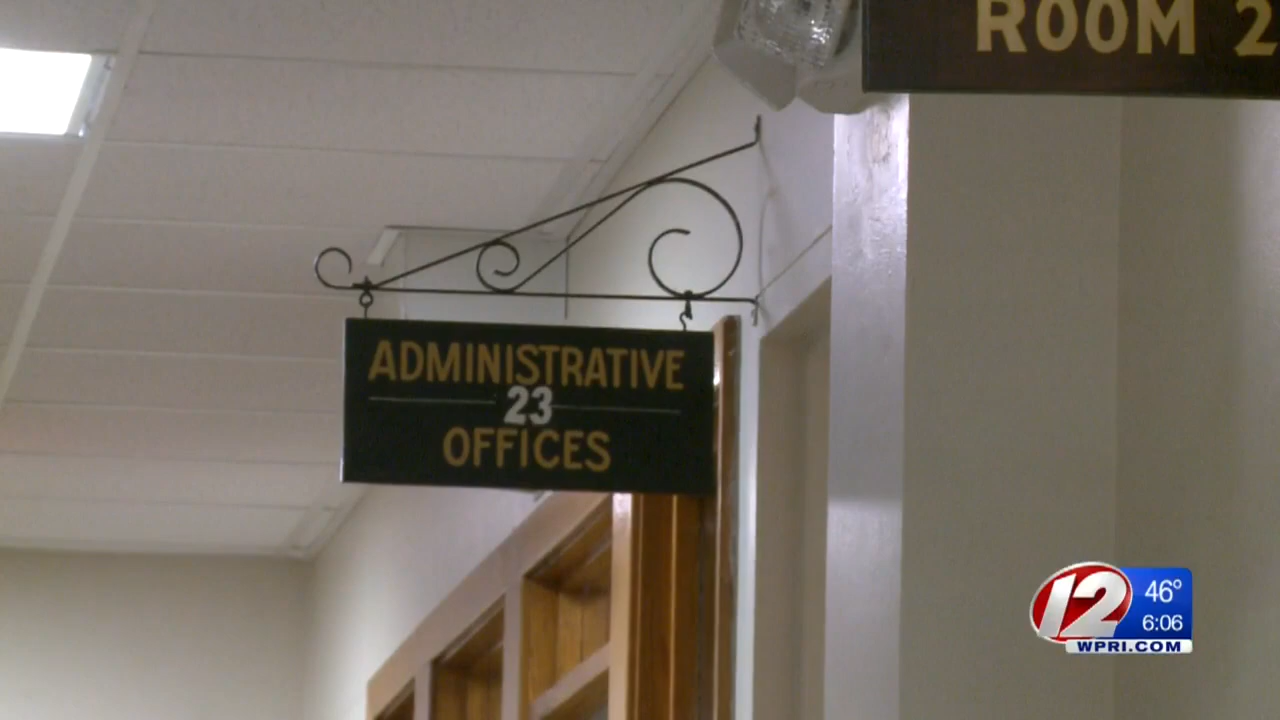 ROOM 2
ADMINISTRATIVE
23
OFFICES
12
46°
6:06
WPRI.COM